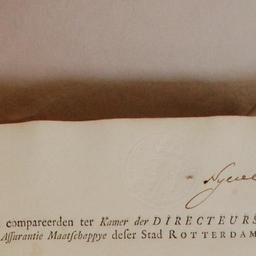 compareerden ter Kamer der DIRECTEURS
Assurantie Maatschappye deser Stad ROTTERDAM